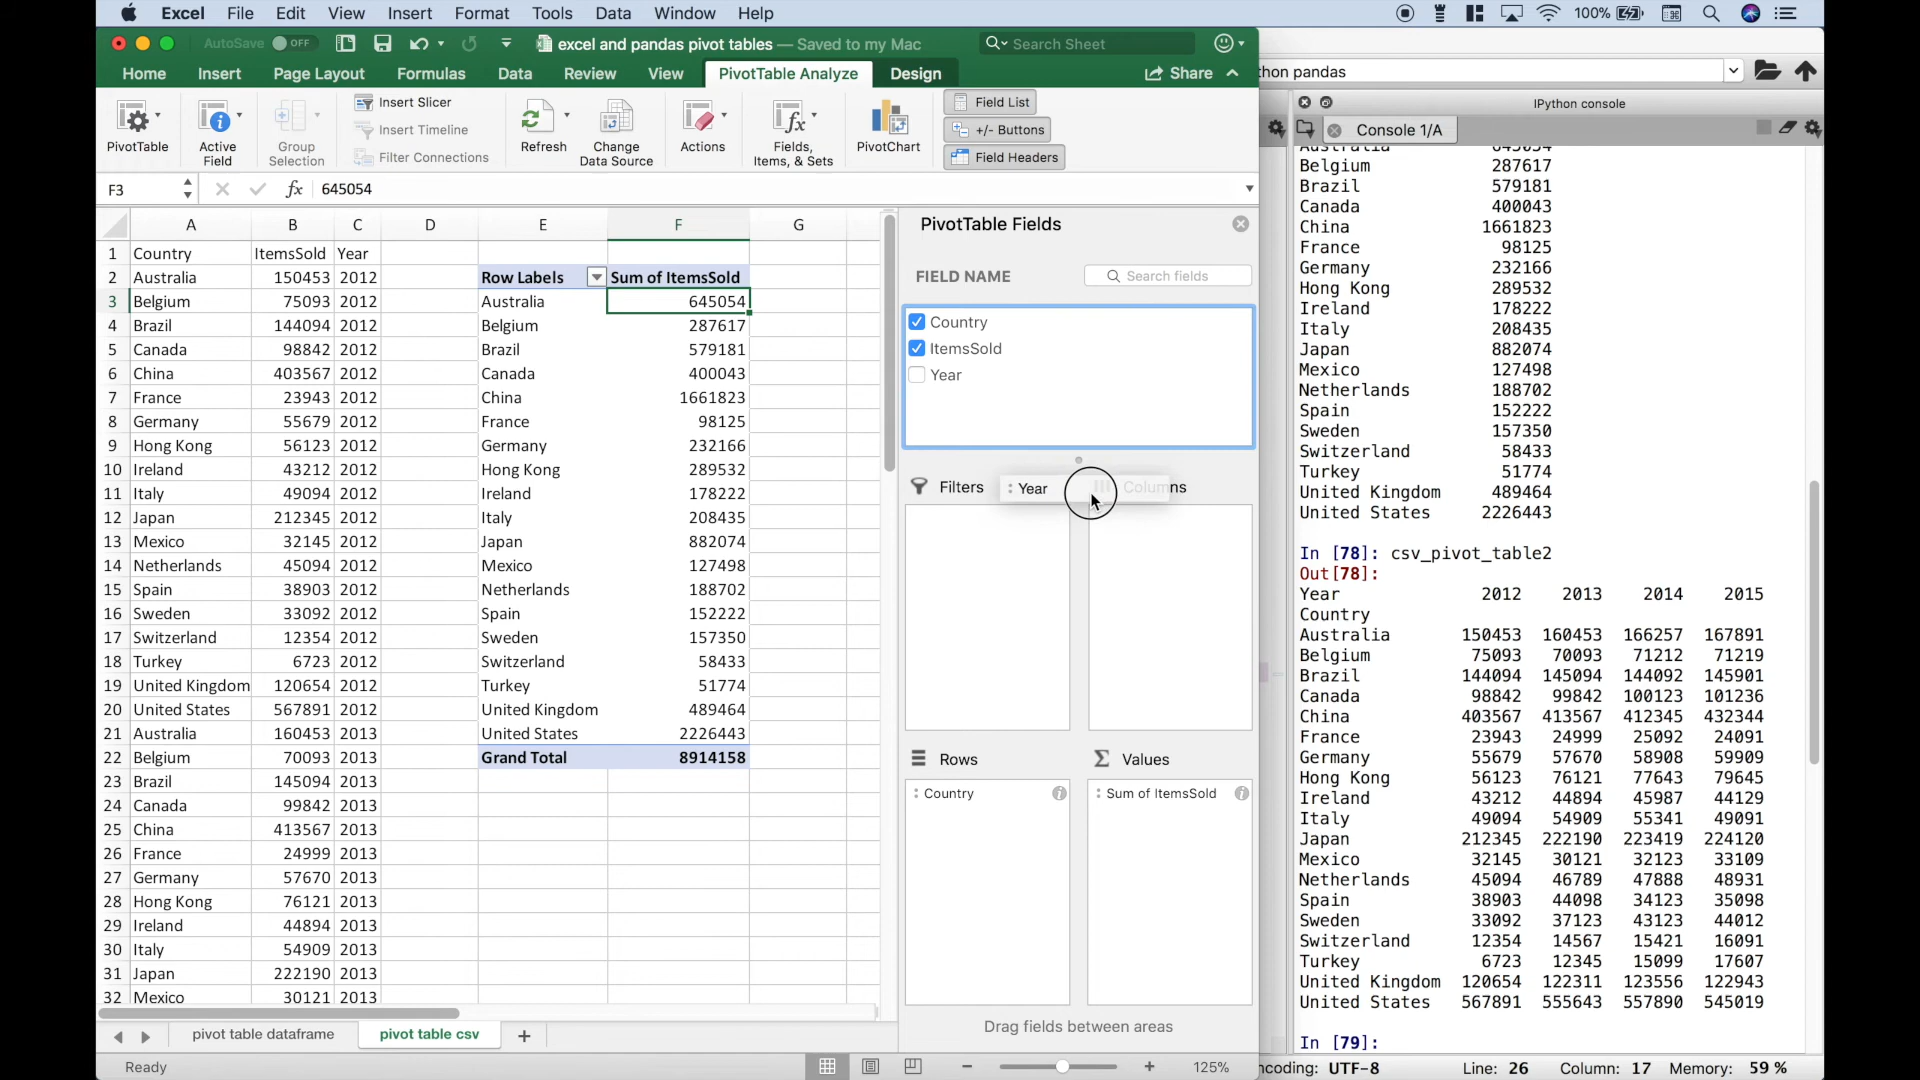 Excel File Edit View Insert Format Tools Data Window Help 100%
AutoSave OFF excel and pandas pivot tables — Saved to my Mac Search Sheet
Home Insert Page Layout Formulas Data Review View PivotTable Analyze Design Share
PivotTable
Active Field
Group Selection
Insert Slicer
Insert Timeline
Filter Connections
Refresh
Change Data Source
Actions
Fields, Items, & Sets
PivotChart
Field List
+/- Buttons
Field Headers
F3 fx 645054
A B C D E F G
1 Country ItemsSold Year
2 Australia 150453 2012 Row Labels Sum of ItemsSold
3 Belgium 75093 2012 Australia 645054
4 Brazil 144094 2012 Belgium 287617
5 Canada 98842 2012 Brazil 579181
6 China 403567 2012 Canada 400043
7 France 23943 2012 China 1661823
8 Germany 55679 2012 France 98125
9 Hong Kong 56123 2012 Germany 232166
10 Ireland 43212 2012 Hong Kong 289532
11 Italy 49094 2012 Ireland 178222
12 Japan 212345 2012 Italy 208435
13 Mexico 32145 2012 Japan 882074
14 Netherlands 45094 2012 Mexico 127498
15 Spain 38903 2012 Netherlands 188702
16 Sweden 33092 2012 Spain 152222
17 Switzerland 12354 2012 Sweden 157350
18 Turkey 6723 2012 Switzerland 58433
19 United Kingdom 120654 2012 Turkey 51774
20 United States 567891 2012 United Kingdom 489464
21 Australia 160453 2013 United States 2226443
22 Belgium 70093 2013 Grand Total 8914158
23 Brazil 145094 2013
24 Canada 99842 2013
25 China 413567 2013
26 France 24999 2013
27 Germany 57670 2013
28 Hong Kong 76121 2013
29 Ireland 44894 2013
30 Italy 54909 2013
31 Japan 222190 2013
32 Mexico 30121 2013
pivot table dataframe pivot table csv +
Ready 125%
PivotTable Fields
FIELD NAME Search fields
Country
ItemsSold
Year
Filters Year Columns
Rows Values
Country Sum of ItemsSold
Drag fields between areas
thon pandas
IPython console
Console 1/A
Australia 645054
Belgium 287617
Brazil 579181
Canada 400043
China 1661823
France 98125
Germany 232166
Hong Kong 289532
Ireland 178222
Italy 208435
Japan 882074
Mexico 127498
Netherlands 188702
Spain 152222
Sweden 157350
Switzerland 58433
Turkey 51774
United Kingdom 489464
United States 2226443
In [78]: csv_pivot_table2
Out[78]:
Year 2012 2013 2014 2015
Country
Australia 150453 160453 166257 167891
Belgium 75093 70093 71212 71219
Brazil 144094 145094 144092 145901
Canada 98842 99842 100123 101236
China 403567 413567 412345 432344
France 23943 24999 25092 24091
Germany 55679 57670 58908 59909
Hong Kong 56123 76121 77643 79645
Ireland 43212 44894 45987 44129
Italy 49094 54909 55341 49091
Japan 212345 222190 223419 224120
Mexico 32145 30121 32123 33109
Netherlands 45094 46789 47888 48931
Spain 38903 44098 34123 35098
Sweden 33092 37123 43123 44012
Switzerland 12354 14567 15421 16091
Turkey 6723 12345 15099 17607
United Kingdom 120654 122311 123556 122943
United States 567891 555643 557890 545019
In [79]:
ncoding: UTF-8 Line: 26 Column: 17 Memory: 59 %